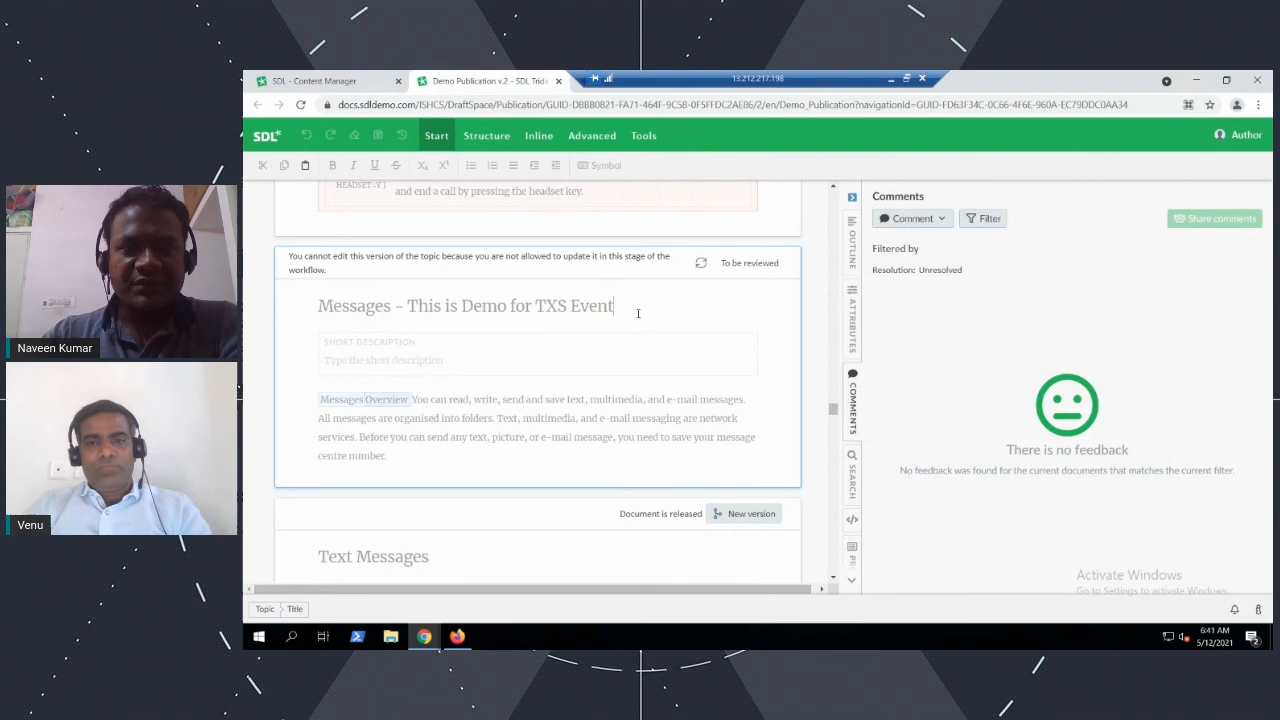 SDL - Content Manager
Demo Publication v.2 - SDL Trid
13.212.217.198
docs.sdldemo.com/ISHCS/DraftSpace/Publication/GUID-DBBB0821-FA71-464F-9C5B-0F5FFDC2AE86/2/en/Demo_Publication?navigationId=GUID-FD63F34C-0C66-4F6E-960A-EC79DDC0AA34
SDL*
Start
Structure
Inline
Advanced
Tools
Author
Symbol
HEADSET=Y ]
and end a call by pressing the headset key.
You cannot edit this version of the topic because you are not allowed to update it in this stage of the
workflow.
To be reviewed
Messages - This is Demo for TXS Event
SHORT DESCRIPTION
Type the short description
Messages Overview You can read, write, send and save text, multimedia, and e-mail messages.
All messages are organised into folders. Text, multimedia, and e-mail messaging are network
services. Before you can send any text, picture, or e-mail message, you need to save your message
centre number.
Document is released
New version
Text Messages
Topic
Title
OUTLINE
ATTRIBUTES
COMMENTS
SEARCH
PR
Comments
Comment
Filter
Share comments
Filtered by
Resolution: Unresolved
There is no feedback
No feedback was found for the current documents that matches the current filter.
Activate Windows
Go to Settings to activate Windows.
6:41 AM
5/12/2021
2
Naveen Kumar
Venu